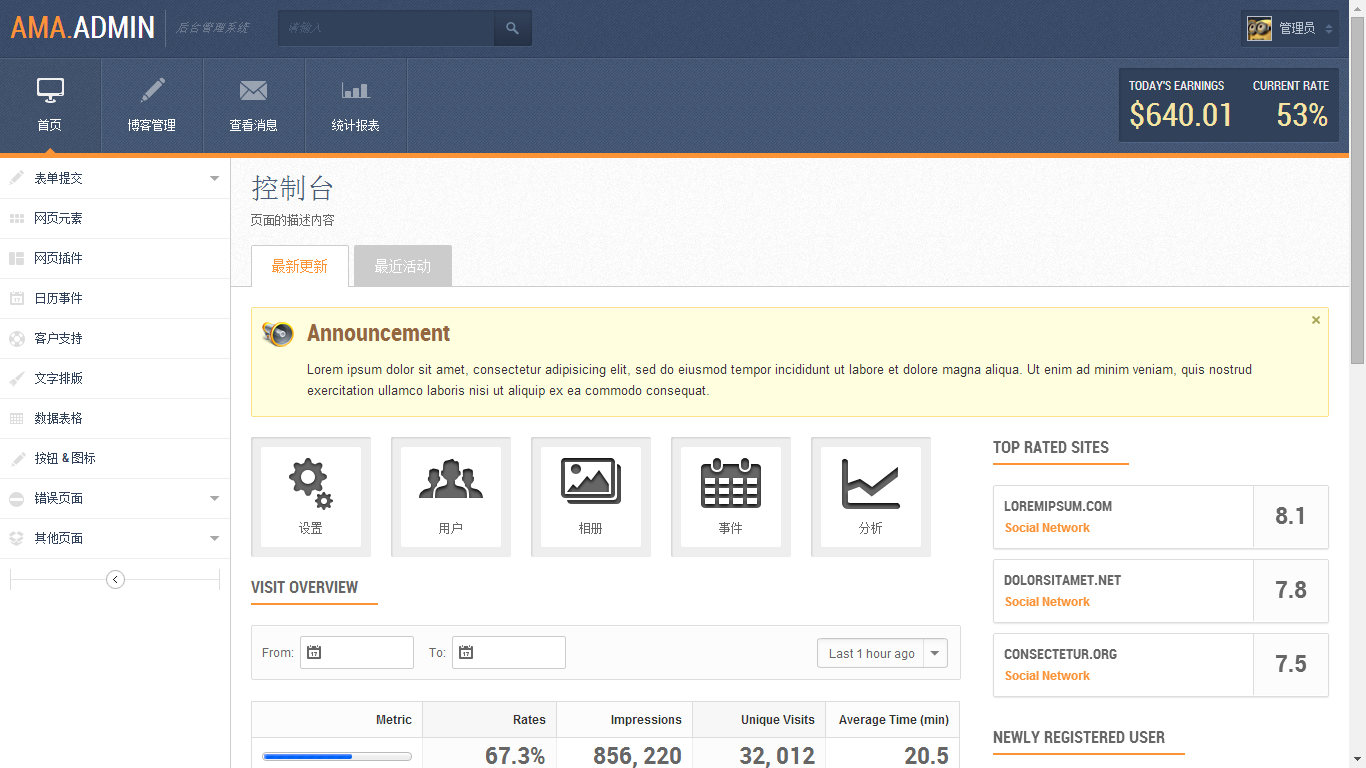 AMA.ADMIN
后台管理系统
请输入
管理员
首页
博客管理
查看消息
统计报表
TODAY'S EARNINGS
$640.01
CURRENT RATE
53%
表单提交
网页元素
网页插件
日历事件
客户支持
文字排版
数据表格
按钮 & 图标
错误页面
其他页面
控制台
页面的描述内容
最新更新
最近活动
Announcement
Lorem ipsum dolor sit amet, consectetur adipisicing elit, sed do eiusmod tempor incididunt ut labore et dolore magna aliqua. Ut enim ad minim veniam, quis nostrud
exercitation ullamco laboris nisi ut aliquip ex ea commodo consequat.
设置
用户
相册
事件
分析
VISIT OVERVIEW
From:
To:
Last 1 hour ago
Metric Rates Impressions Unique Visits Average Time (min)
67.3% 856, 220 32, 012 20.5
TOP RATED SITES
LOREMIPSUM.COM
Social Network
8.1
DOLORSITAMET.NET
Social Network
7.8
CONSECTETUR.ORG
Social Network
7.5
NEWLY REGISTERED USER